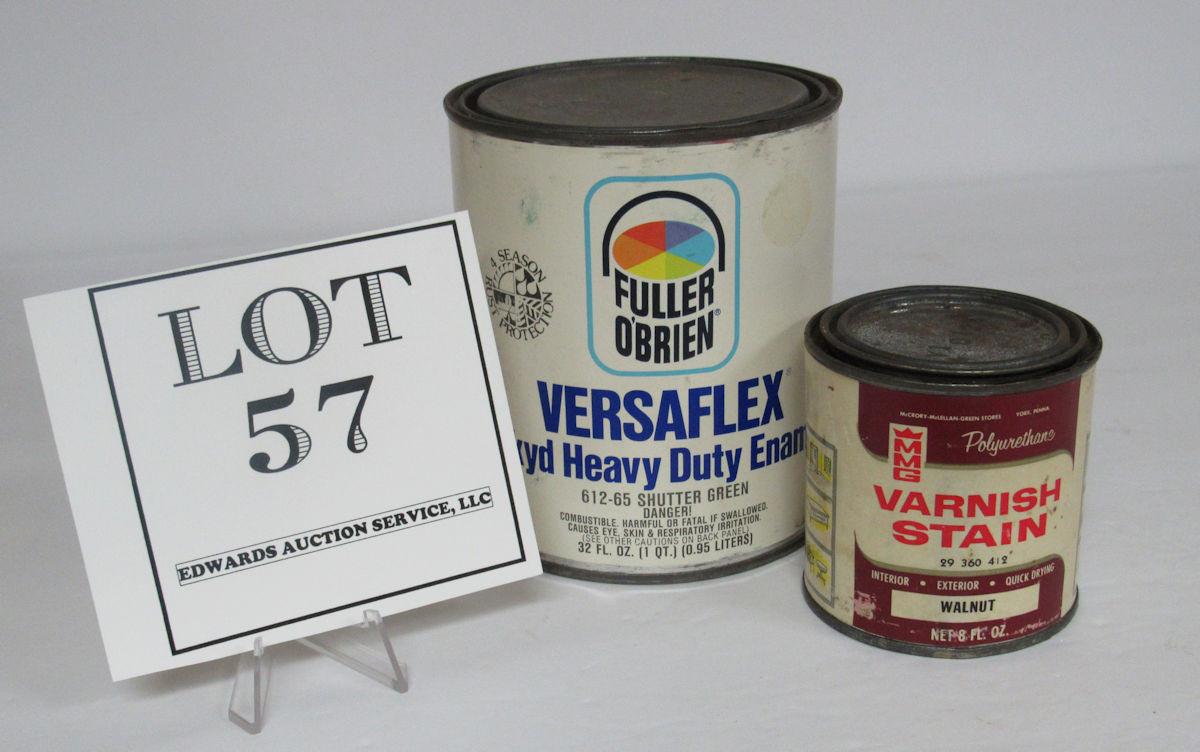 LOT
57
EDWARDS AUCTION SERVICE, LLC
4 SEASON
RUST PROTECTION
FULLER
O'BRIEN®
VERSAFLEX®
kyd Heavy Duty Enam
612-65 SHUTTER GREEN
DANGER!
COMBUSTIBLE. HARMFUL OR FATAL IF SWALLOWED.
CAUSES EYE, SKIN & RESPIRATORY IRRITATION.
(SEE OTHER CAUTIONS ON BACK PANEL)
32 FL. OZ. (1 QT.) (0.95 LITERS)
McCRORY-McLELLAN-GREEN STORES YORK, PENNA.
MMG
Polyurethane
VARNISH
STAIN
29 360 412
INTERIOR • EXTERIOR • QUICK DRYING
WALNUT
NET 8 FL. OZ.